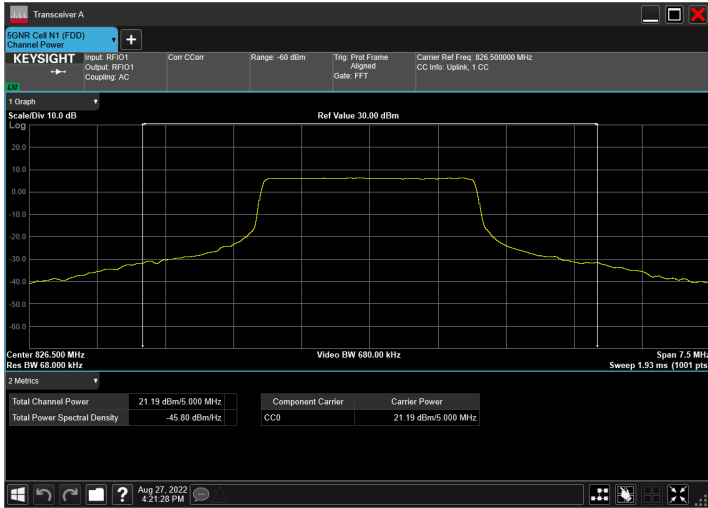 Transceiver A
5GNR Cell N1 (FDD)
Channel Power
KEYSIGHT
LXI
Input: RFIO1
Output: RFIO1
Coupling: AC
Corr CCorr
Range: -60 dBm
Trig: Prof Frame
Aligned
Gate: FFT
Carrier Ref Freq: 826.500000 MHz
CC Info: Uplink, 1 CC
1 Graph
Scale/Div 10.0 dB
Ref Value 30.00 dBm
Log
20.0
10.0
0.00
-10.0
-20.0
-30.0
-40.0
-50.0
-60.0
Center 826.500 MHz
Video BW 680.00 kHz
Span 7.5 MHz
Res BW 68.000 kHz
Sweep 1.93 ms (1001 pts
2 Metrics
Total Channel Power 21.19 dBm/5.000 MHz
Total Power Spectral Density -45.80 dBm/Hz
Component Carrier Carrier Power
CC0 21.19 dBm/5.000 MHz
Aug 27, 2022
4:21:28 PM